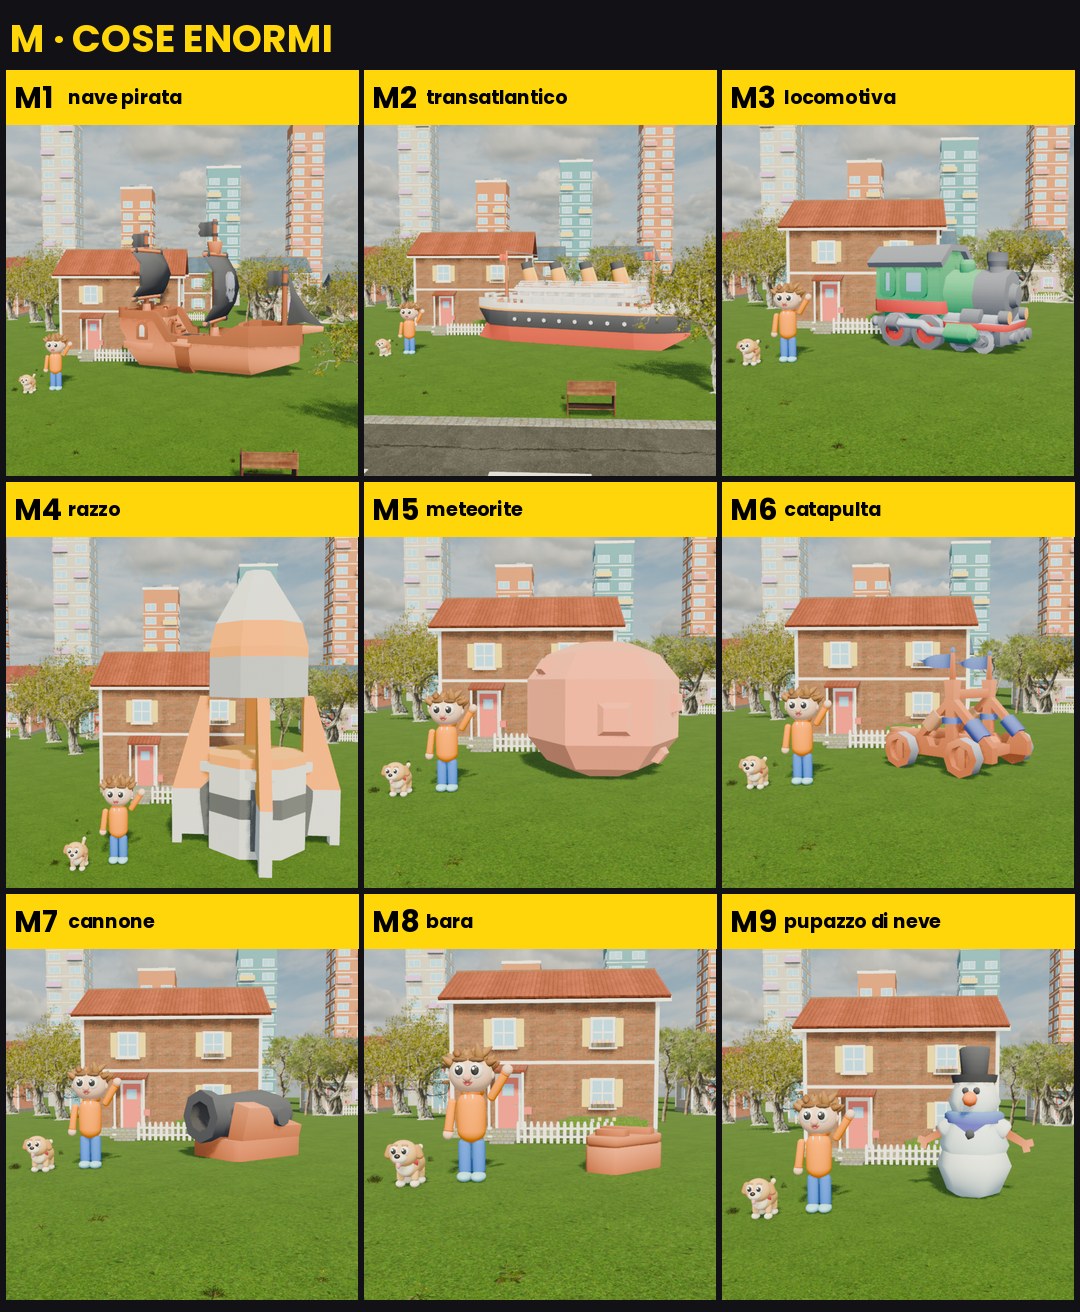 M · COSE ENORMI
M1 nave pirata
M2 transatlantico
M3 locomotiva
M4 razzo
M5 meteorite
M6 catapulta
M7 cannone
M8 bara
M9 pupazzo di neve